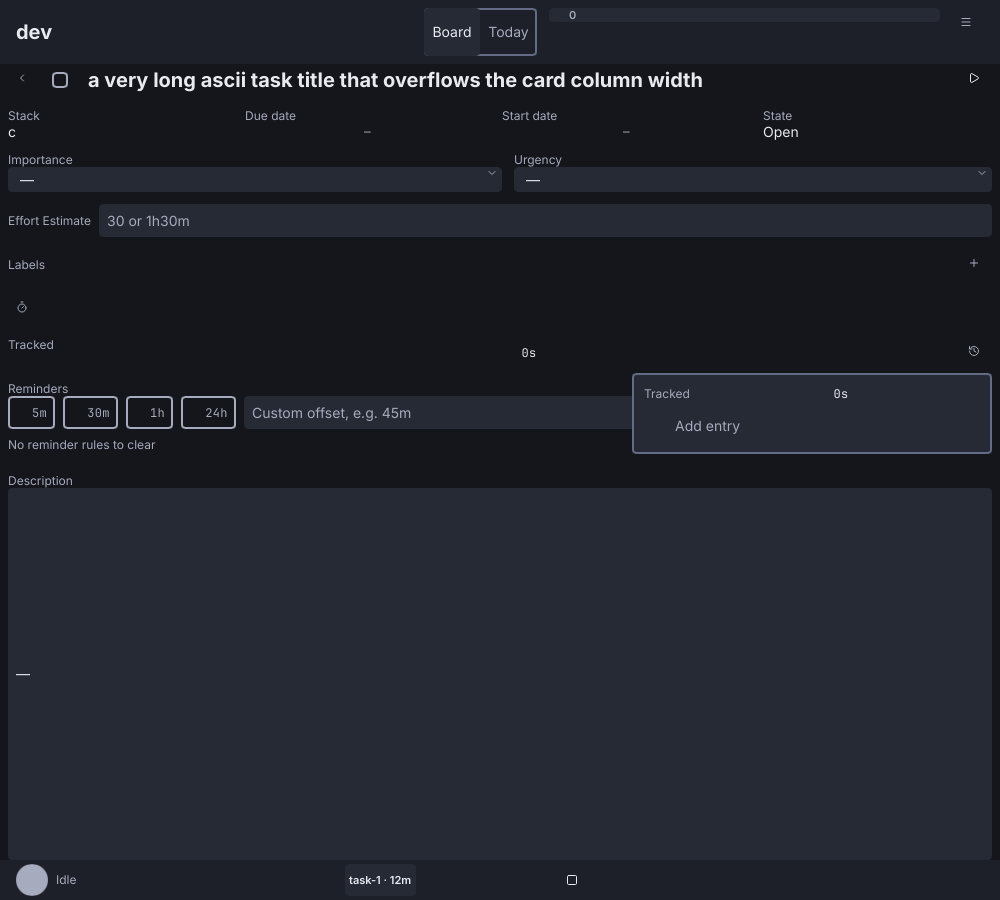 dev
Board Today
0
a very long ascii task title that overflows the card column width
Stack Due date Start date State
c – – Open
Importance Urgency
— —
Effort Estimate 30 or 1h30m
Labels
Tracked
0s
Reminders
5m 30m 1h 24h Custom offset, e.g. 45m
Tracked 0s
Add entry
No reminder rules to clear
Description
—
Idle task-1 · 12m